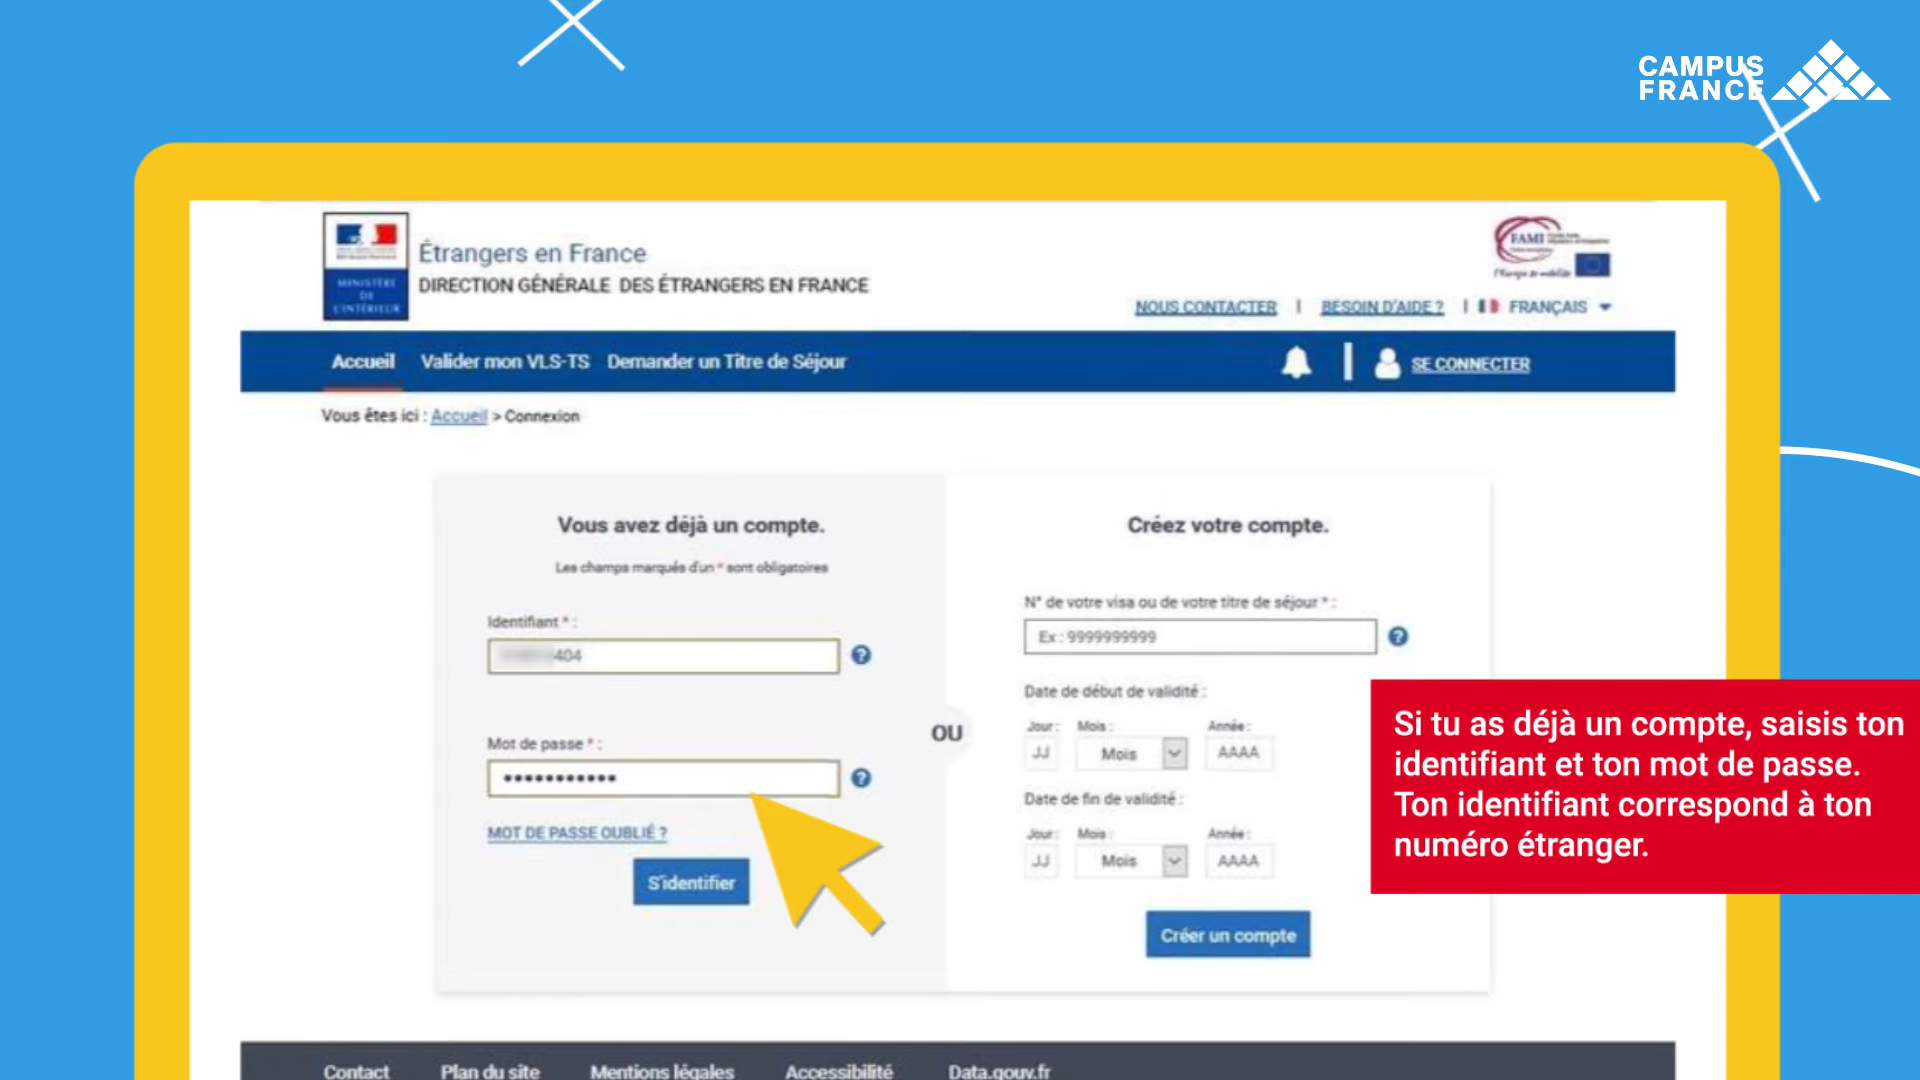 CAMPUS
FRANCE
MINISTÈRE
DE
L'INTÉRIEUR
Étrangers en France
DIRECTION GÉNÉRALE DES ÉTRANGERS EN FRANCE
FAMI
NOUS CONTACTER | BESOIN D'AIDE ? | FRANÇAIS
Accueil Valider mon VLS-TS Demander un Titre de Séjour SE CONNECTER
Vous êtes ici : Accueil > Connexion
Vous avez déjà un compte.
Les champs marqués d'un * sont obligatoires
Identifiant * :
404
Mot de passe * :
•••••••••••
MOT DE PASSE OUBLIÉ ?
S'identifier
OU
Créez votre compte.
N° de votre visa ou de votre titre de séjour * :
Ex : 9999999999
Date de début de validité :
Jour : Mois : Année :
JJ Mois AAAA
Date de fin de validité :
Jour : Mois : Année :
JJ Mois AAAA
Créer un compte
Si tu as déjà un compte, saisis ton
identifiant et ton mot de passe.
Ton identifiant correspond à ton
numéro étranger.
Contact Plan du site Mentions légales Accessibilité Data.gouv.fr